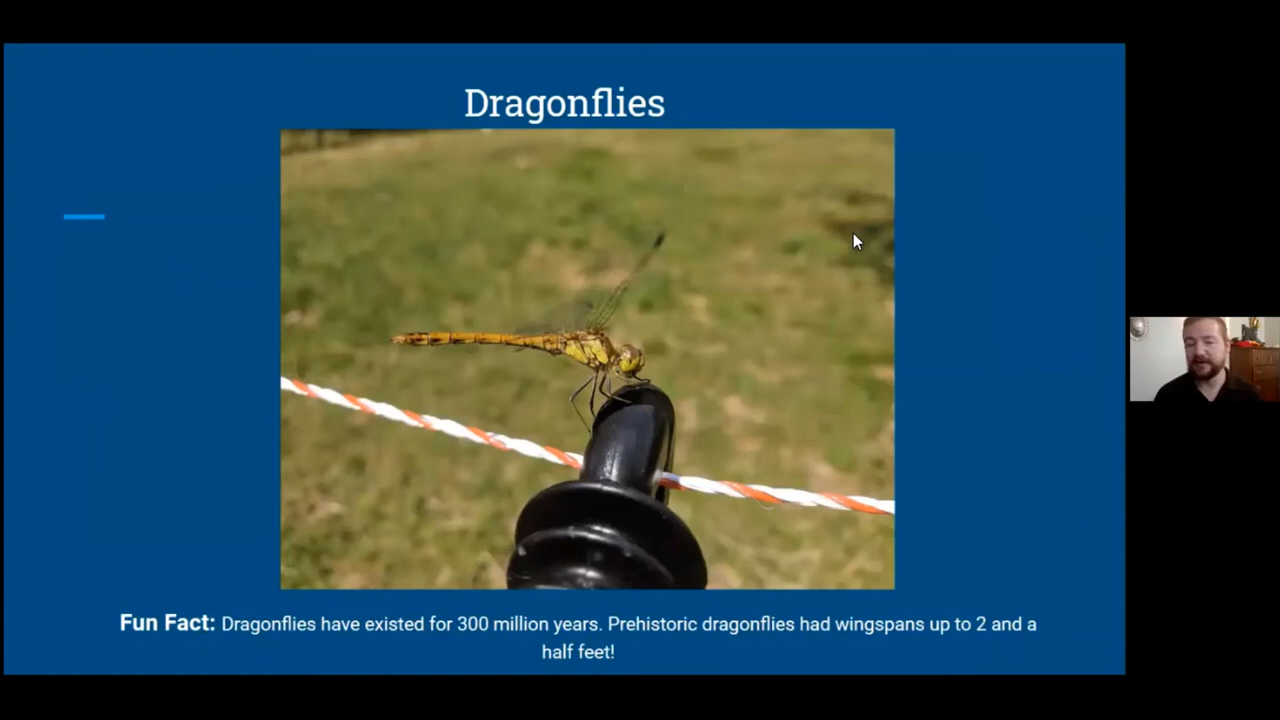 Dragonflies
Fun Fact: Dragonflies have existed for 300 million years. Prehistoric dragonflies had wingspans up to 2 and a
half feet!